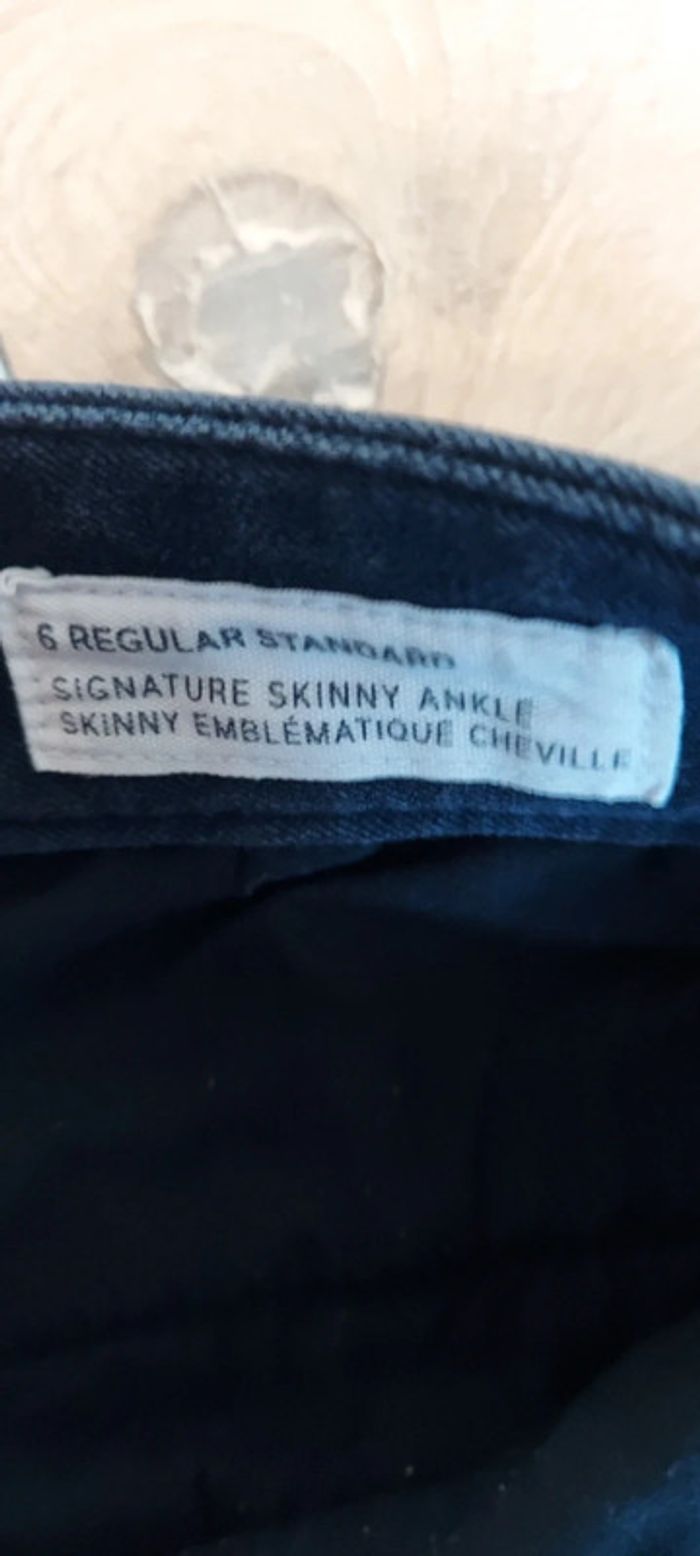 6 REGULAR STANDARD
SIGNATURE SKINNY ANKLE
SKINNY EMBLÉMATIQUE CHEVILLE